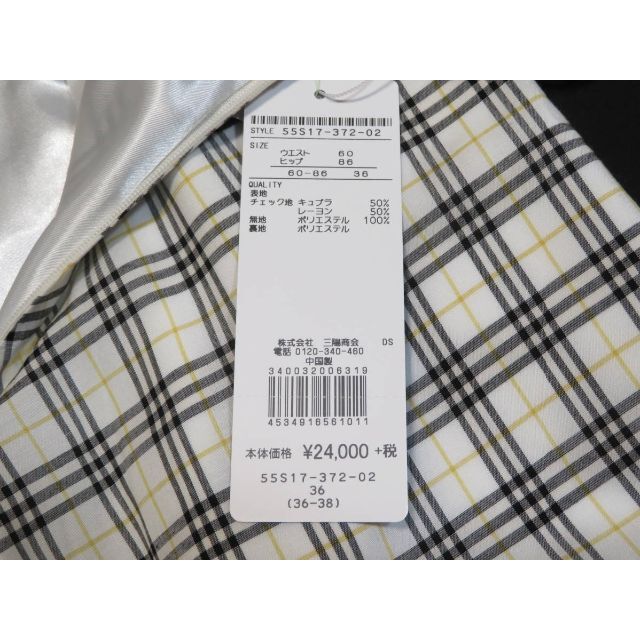 STYLE 55S17-372-02
SIZE
ウエスト 60
ヒップ 86
60-86 36
QUALITY
表地
チェック地 キュプラ 50%
レーヨン 50%
無地 ポリエステル 100%
裏地 ポリエステル
株式会社 三陽商会 DS
電話 0120-340-460
中国製
340032006319
4534916561011
本体価格 ¥24,000 +税
55S17-372-02
36
(36-38)